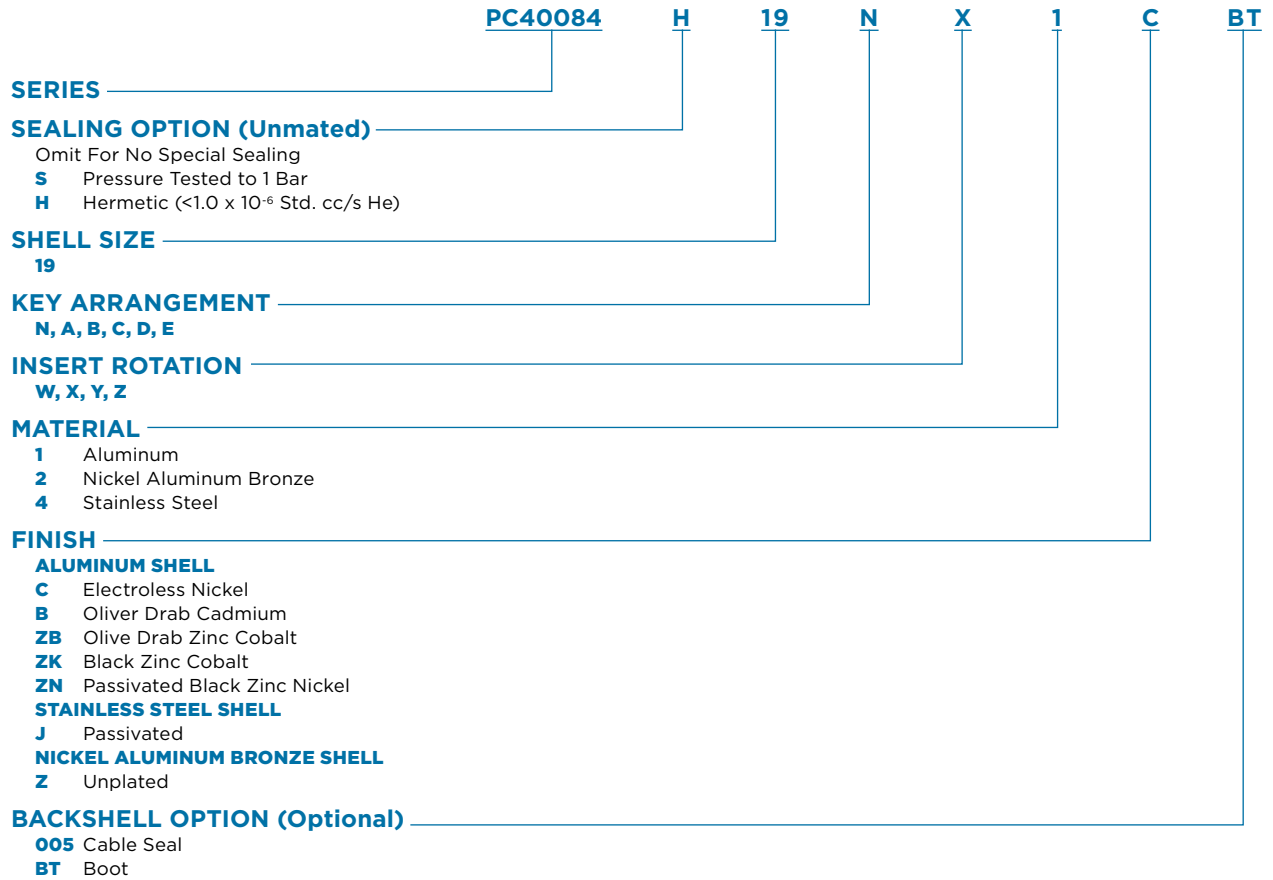 PC40084 H 19 N X 1 C BT
SERIES
SEALING OPTION (Unmated)
Omit For No Special Sealing
S Pressure Tested to 1 Bar
H Hermetic (<1.0 x 10⁻⁶ Std. cc/s He)
SHELL SIZE
19
KEY ARRANGEMENT
N, A, B, C, D, E
INSERT ROTATION
W, X, Y, Z
MATERIAL
1 Aluminum
2 Nickel Aluminum Bronze
4 Stainless Steel
FINISH
ALUMINUM SHELL
C Electroless Nickel
B Oliver Drab Cadmium
ZB Olive Drab Zinc Cobalt
ZK Black Zinc Cobalt
ZN Passivated Black Zinc Nickel
STAINLESS STEEL SHELL
J Passivated
NICKEL ALUMINUM BRONZE SHELL
Z Unplated
BACKSHELL OPTION (Optional)
005 Cable Seal
BT Boot